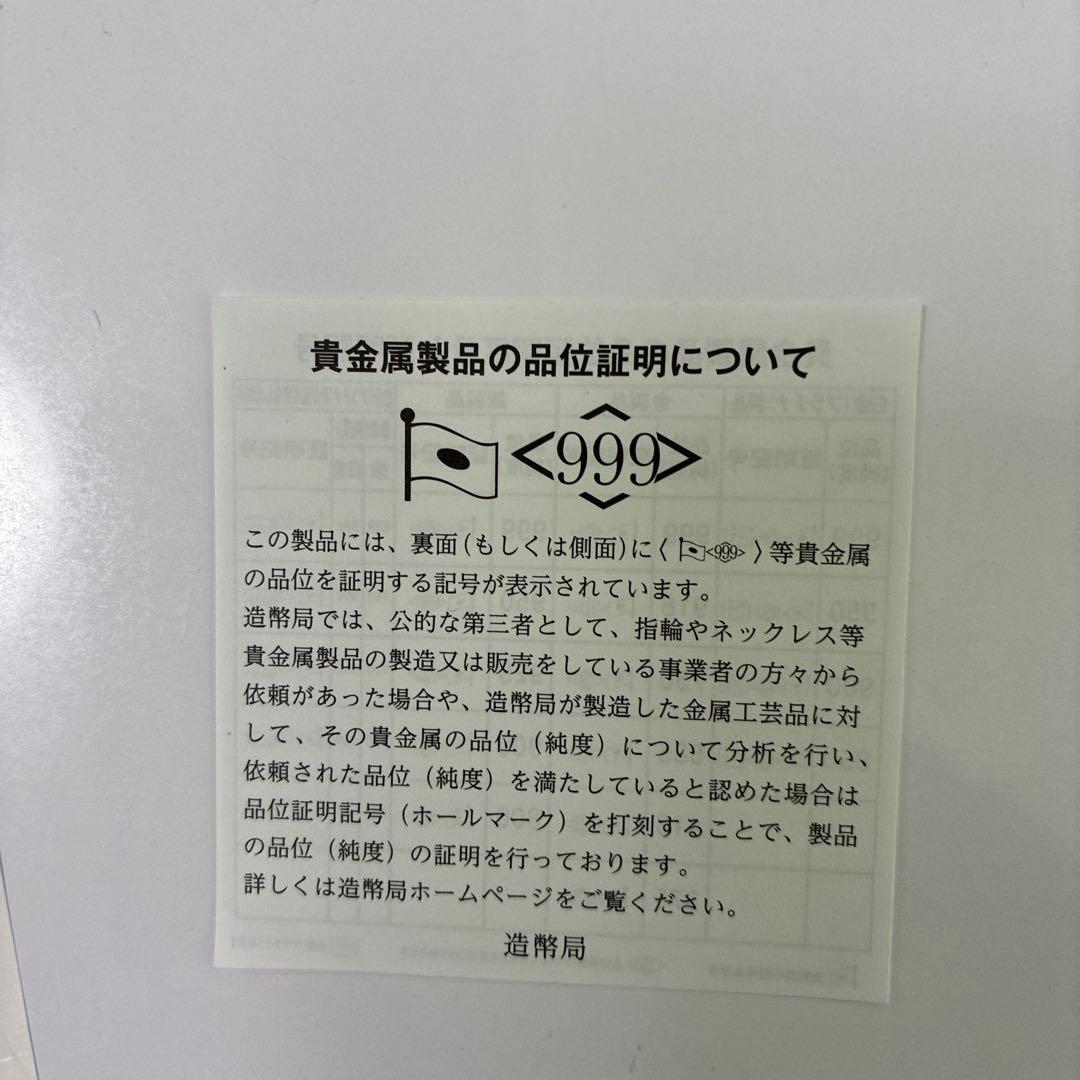 貴金属製品の品位証明について
<999>
この製品には、裏面(もしくは側面)に〈<999>〉等貴金属
の品位を証明する記号が表示されています。
造幣局では、公的な第三者として、指輪やネックレス等
貴金属製品の製造又は販売をしている事業者の方々から
依頼があった場合や、造幣局が製造した金属工芸品に対
して、その貴金属の品位（純度）について分析を行い、
依頼された品位（純度）を満たしていると認めた場合は
品位証明記号（ホールマーク）を打刻することで、製品
の品位（純度）の証明を行っております。
詳しくは造幣局ホームページをご覧ください。
造幣局